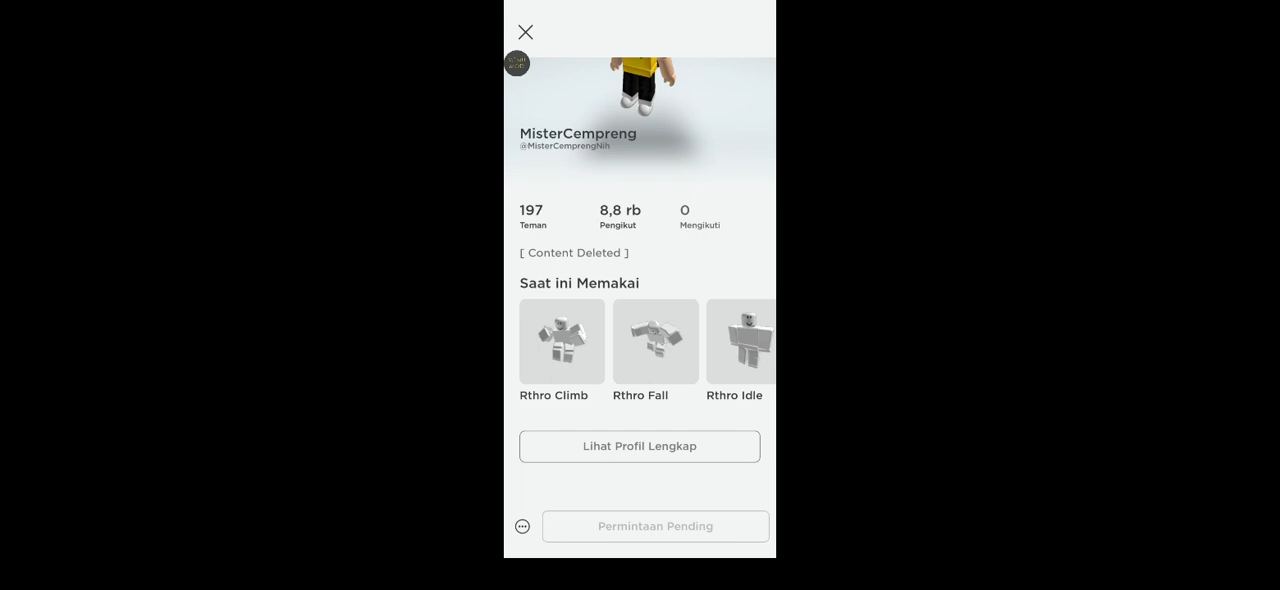 MisterCempreng
@MisterCemprengNih
197
8,8 rb
0
Teman
Pengikut
Mengikuti
[ Content Deleted ]
Saat ini Memakai
Rthro Climb
Rthro Fall
Rthro Idle
Lihat Profil Lengkap
Permintaan Pending